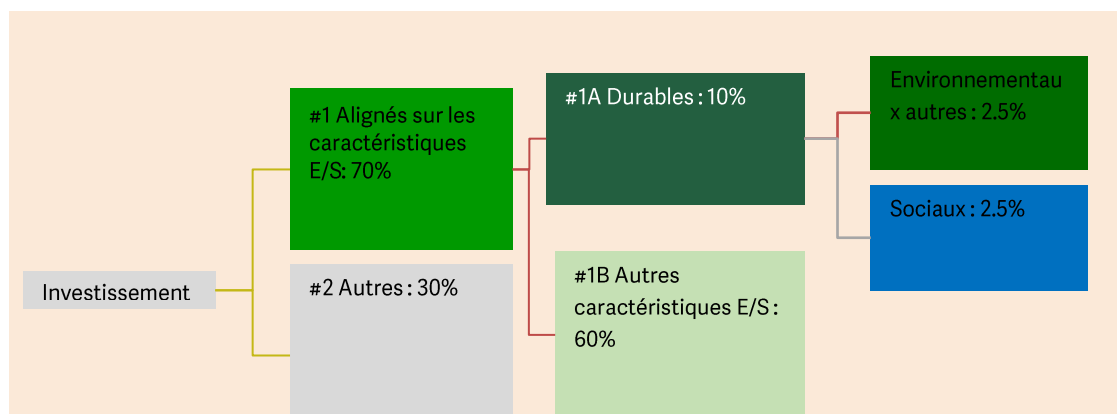 Investissement
#1 Alignés sur les
caractéristiques
E/S: 70%
#2 Autres : 30%
#1A Durables : 10%
#1B Autres
caractéristiques E/S :
60%
Environnementau
x autres : 2.5%
Sociaux : 2.5%